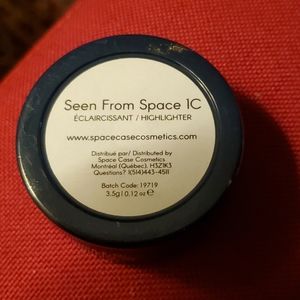 Seen From Space 1C
ÉCLAIRCISSANT / HIGHLIGHTER
www.spacecasecosmetics.com
Distribué par/ Distributed by
Space Case Cosmetics
Montréal (Québec), H3Z1K3
Questions? 1(514)443-4511
Batch Code: 19719
3.5g | 0.12 oz e